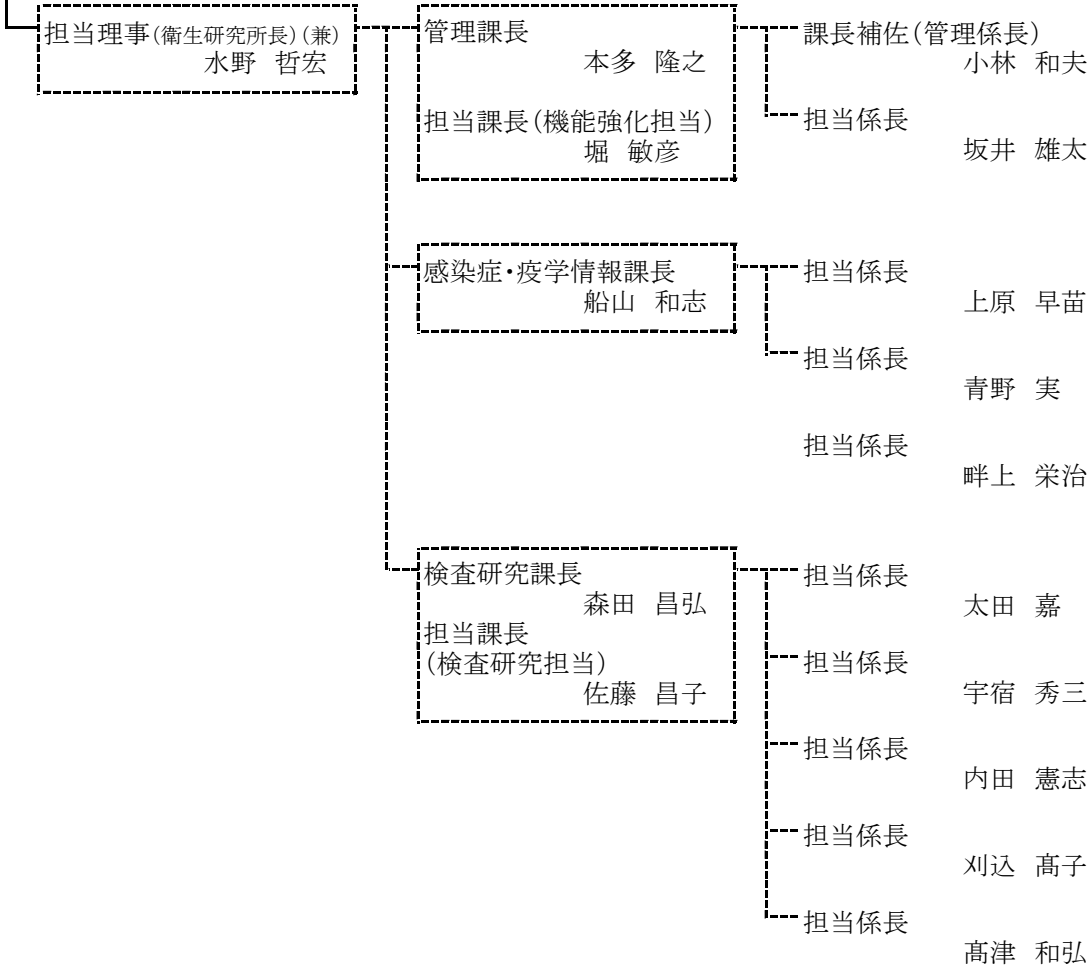 担当理事(衛生研究所長)(兼)
水野 哲宏
管理課長
本多 隆之
担当課長(機能強化担当)
堀 敏彦
課長補佐(管理係長)
小林 和夫
担当係長
坂井 雄太
感染症・疫学情報課長
船山 和志
担当係長
上原 早苗
担当係長
青野 実
担当係長
畔上 栄治
検査研究課長
森田 昌弘
担当課長
(検査研究担当)
佐藤 昌子
担当係長
太田 嘉
担当係長
宇宿 秀三
担当係長
内田 憲志
担当係長
刈込 髙子
担当係長
髙津 和弘